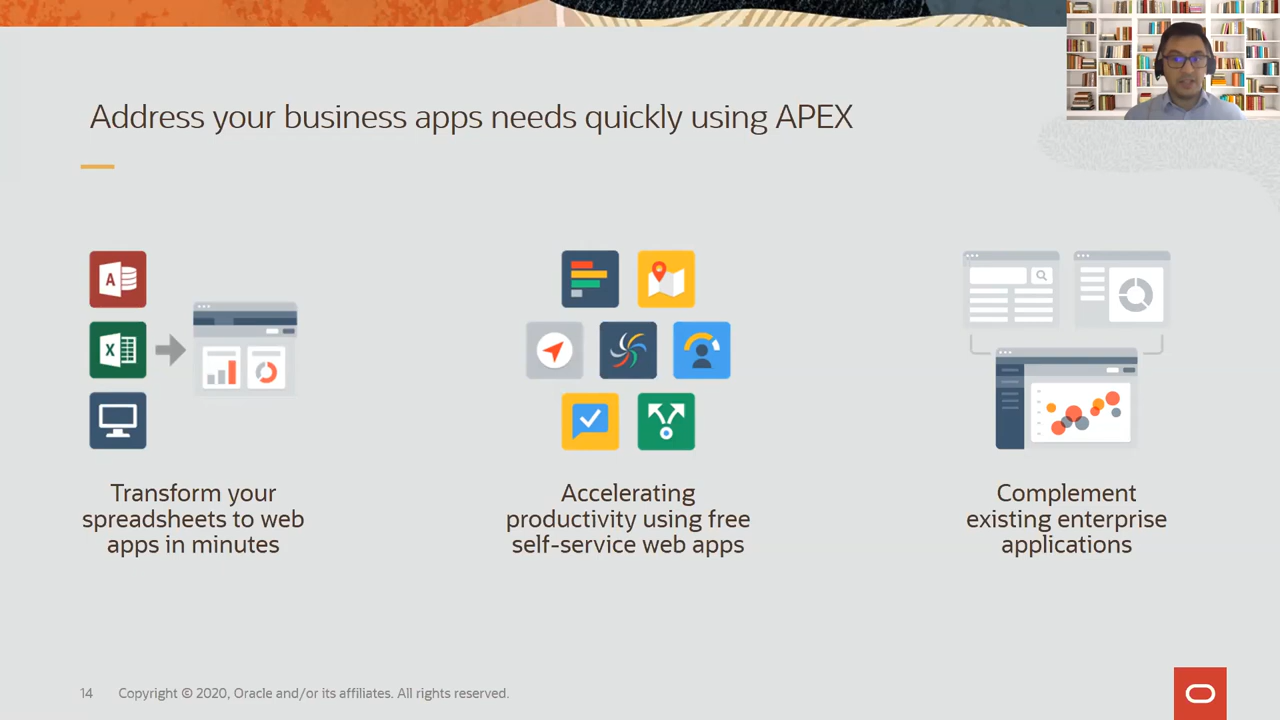 Address your business apps needs quickly using APEX
A
X
Transform your
spreadsheets to web
apps in minutes
Accelerating
productivity using free
self-service web apps
Complement
existing enterprise
applications
14 Copyright © 2020, Oracle and/or its affiliates. All rights reserved.